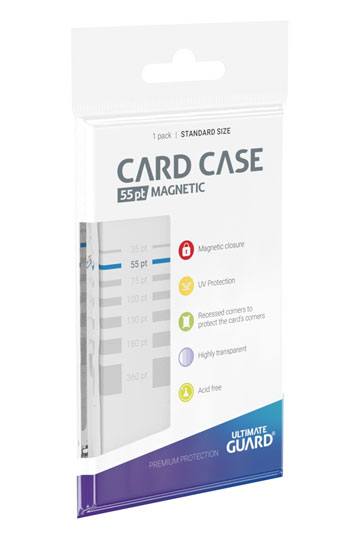 1 pack | STANDARD SIZE
CARD CASE
55pt MAGNETIC
35 pt
55 pt
75 pt
100 pt
130 pt
180 pt
360 pt
Magnetic closure
UV Protection
Recessed corners to
protect the card's corners
Highly transparent
Acid free
PREMIUM PROTECTION
ULTIMATE
GUARD®